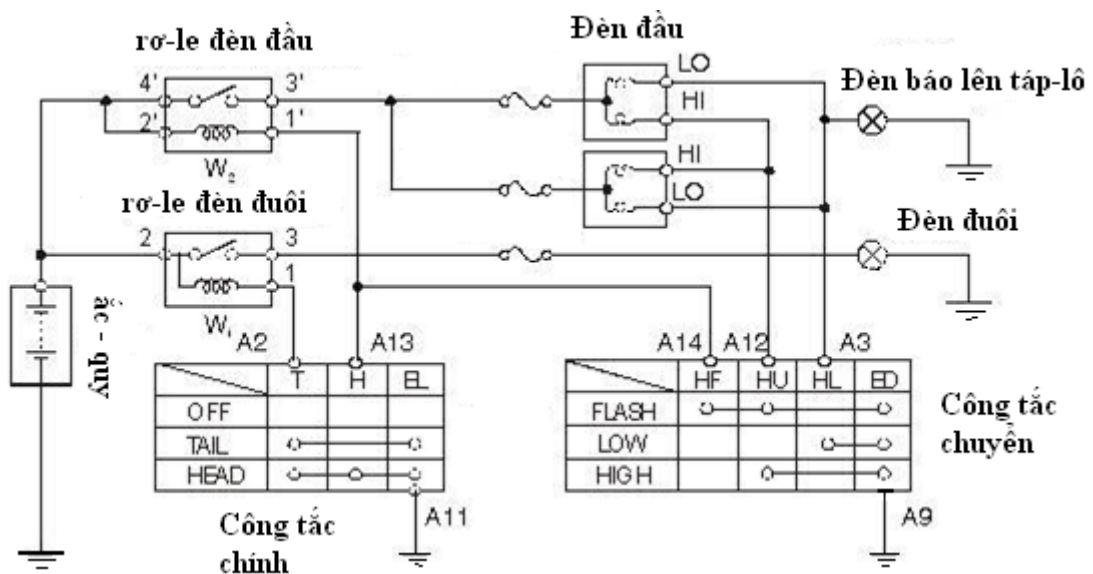 rơ-le đèn đầu
Đèn đầu
LO
HI
Đèn báo lên táp-lô
4'
3'
2'
1'
W₂
HI
LO
rơ-le đèn đuôi
Đèn đuôi
2
3
1
W₁
ắc - quy
A2
A13
A14
A12
A3
T
H
EL
OFF
TAIL
HEAD
HF
HU
HL
ED
FLASH
LOW
HIGH
Công tắc
chuyển
A11
A9
Công tắc
chính